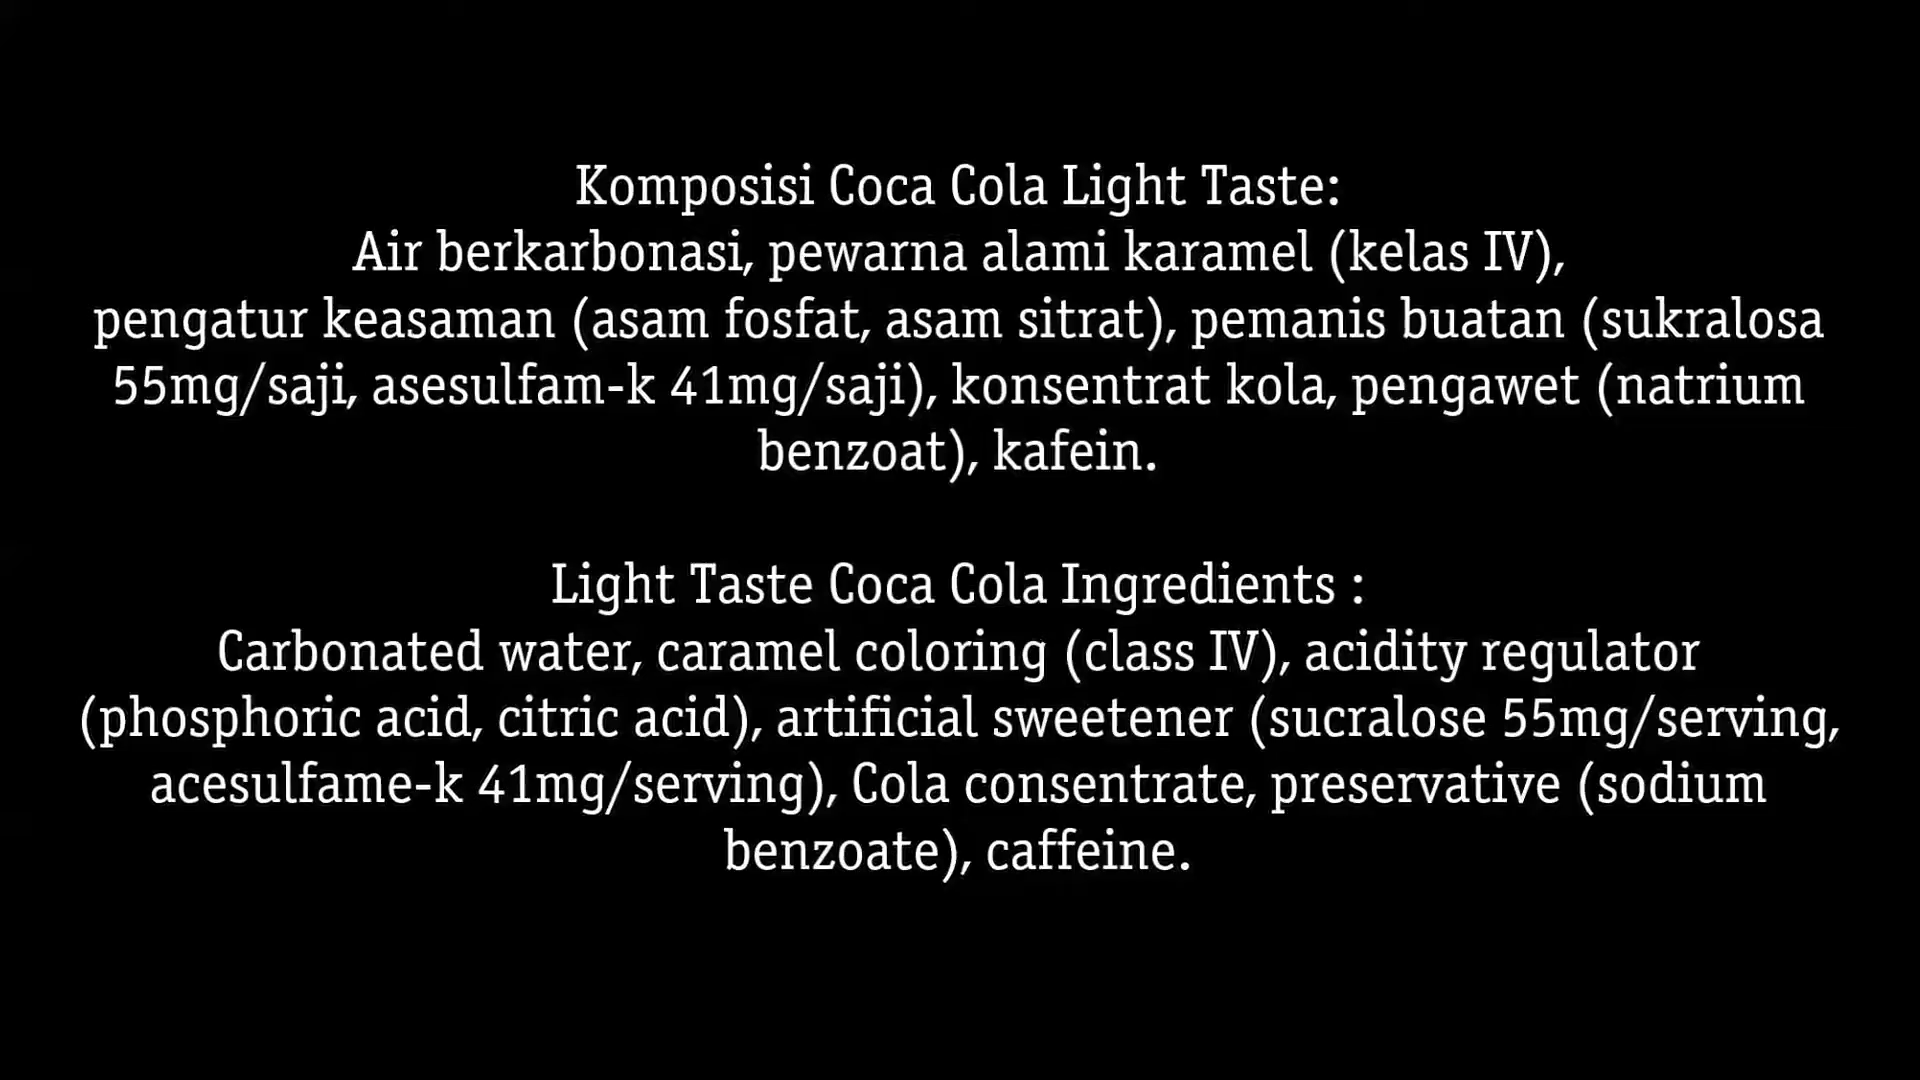 Komposisi Coca Cola Light Taste:
Air berkarbonasi, pewarna alami karamel (kelas IV),
pengatur keasaman (asam fosfat, asam sitrat), pemanis buatan (sukralosa
55mg/saji, asesulfam-k 41mg/saji), konsentrat kola, pengawet (natrium
benzoat), kafein.
Light Taste Coca Cola Ingredients :
Carbonated water, caramel coloring (class IV), acidity regulator
(phosphoric acid, citric acid), artificial sweetener (sucralose 55mg/serving,
acesulfame-k 41mg/serving), Cola consentrate, preservative (sodium
benzoate), caffeine.